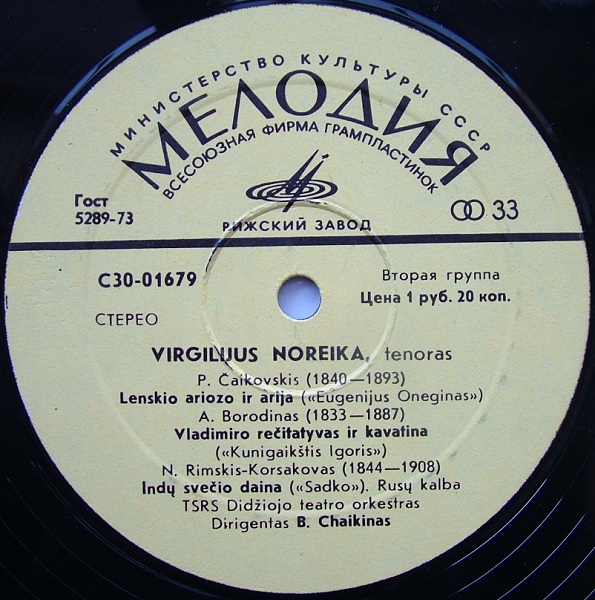 МИНИСТЕРСТВО КУЛЬТУРЫ СССР
МЕЛОДИЯ
ВСЕСОЮЗНАЯ ФИРМА ГРАМПЛАСТИНОК
Гост
5289-73
33
РИЖСКИЙ ЗАВОД
С30-01679
Вторая группа
Цена 1 руб. 20 коп.
СТЕРЕО
VIRGILIJUS NOREIKA, tenoras
P. Čaikovskis (1840—1893)
Lenskio ariozo ir arija («Eugenijus Oneginas»)
A. Borodinas (1833—1887)
Vladimiro rečitatyvas ir kavatina
(«Kunigaikštis Igoris»)
N. Rimskis-Korsakovas (1844—1908)
Indų svečio daina («Sadko»). Rusų kalba
TSRS Didžiojo teatro orkestras
Dirigentas B. Chaikinas